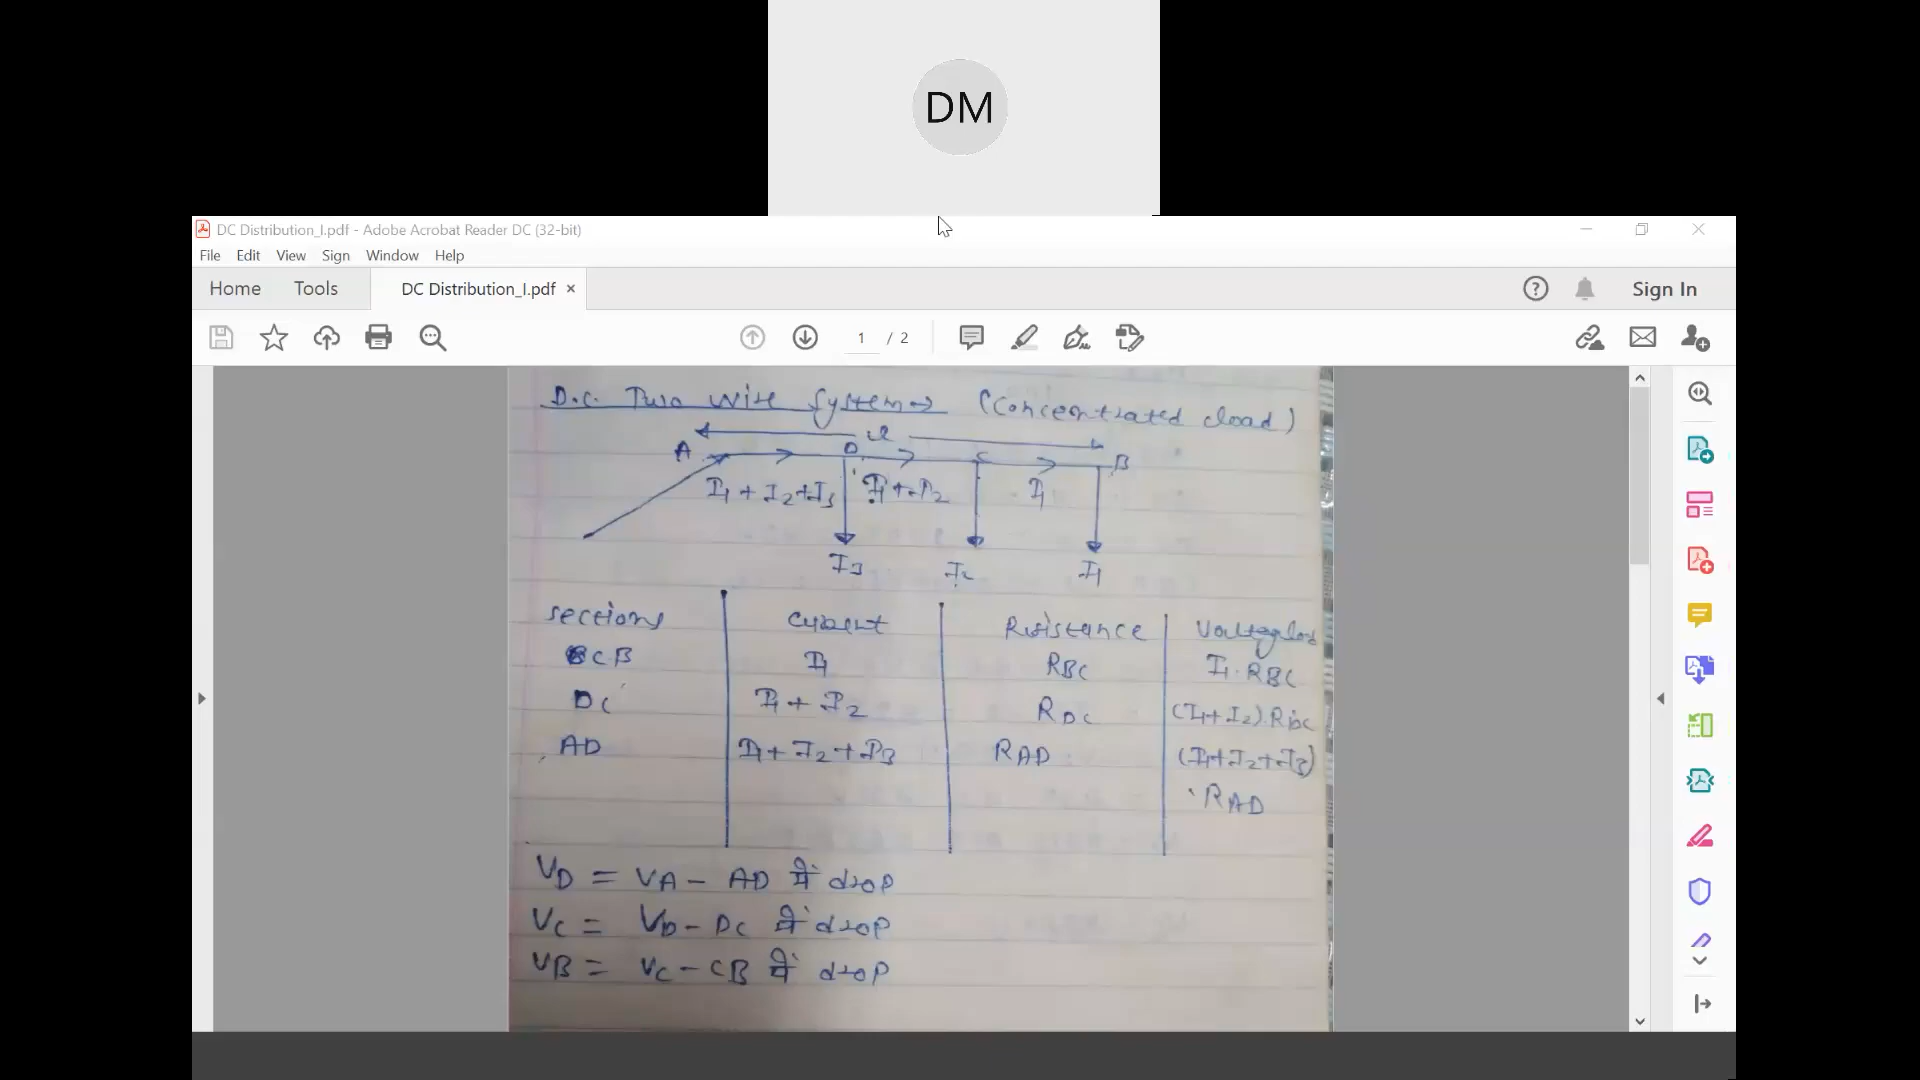 DM
DC Distribution_I.pdf - Adobe Acrobat Reader DC (32-bit)
File Edit View Sign Window Help
Home Tools DC Distribution_I.pdf × Sign In
1 / 2
D.C. Two wire System → (Concentrated load)
l
A D C B
I1 + I2 + I3 I1 + I2 I1
I3 I2 I1
Sections Current Resistance Voltage loss
CB I1 RBC I1.RBC
DC I1 + I2 RDC (I1+I2).RDC
AD I1 + I2 + I3 RAD (I1+I2+I3)
.RAD
VD = VA - AD में drop
VC = VD - DC में drop
VB = VC - CB में drop